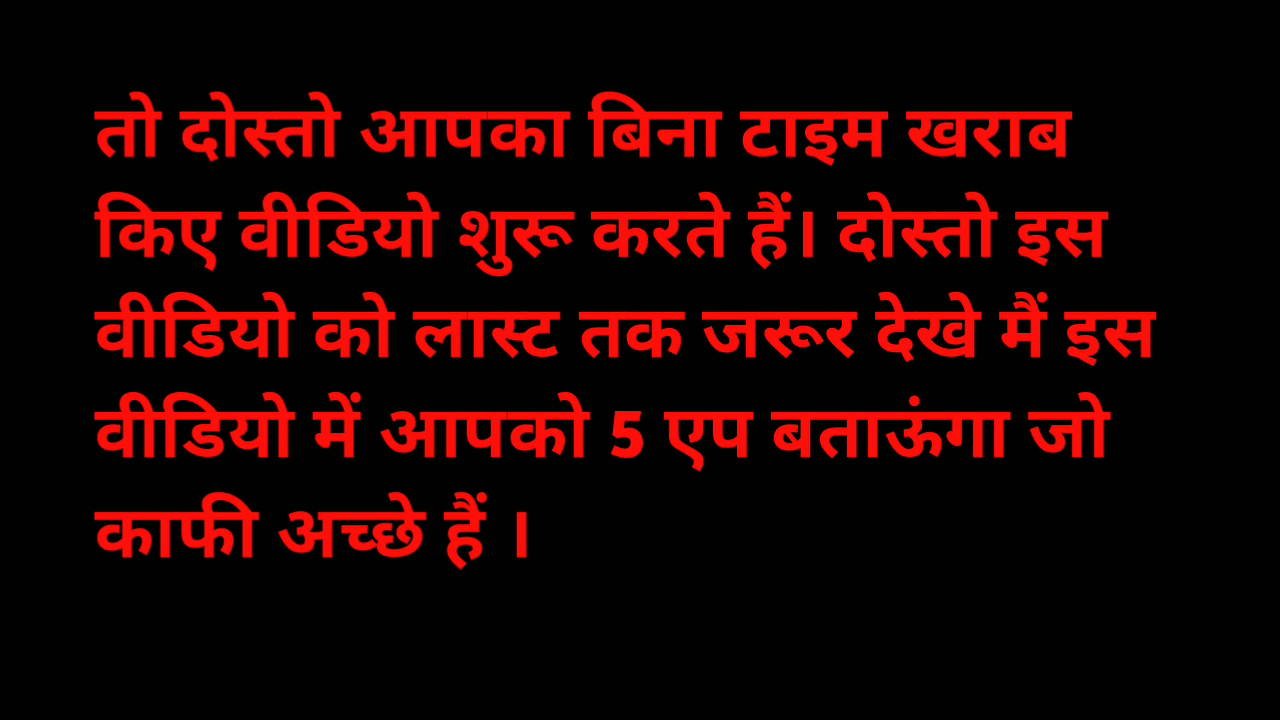 तो दोस्तो आपका बिना टाइम खराब
किए वीडियो शुरू करते हैं। दोस्तो इस
वीडियो को लास्ट तक जरूर देखे मैं इस
वीडियो में आपको 5 एप बताऊंगा जो
काफी अच्छे हैं ।